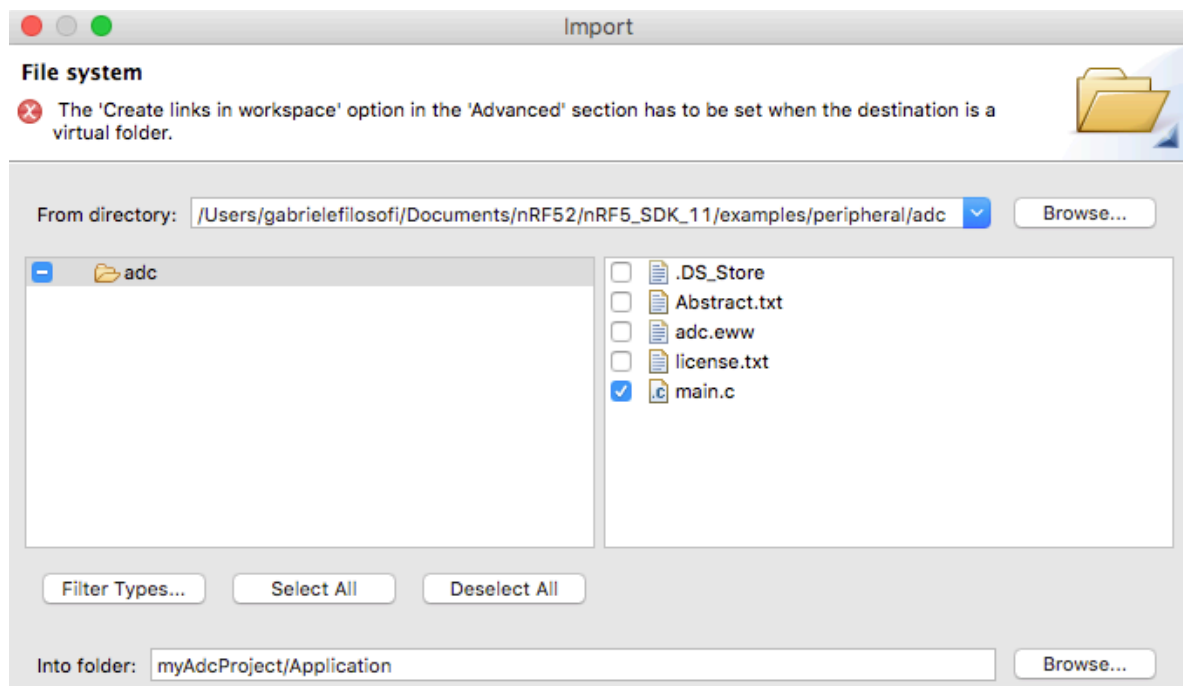 Import
File system
The 'Create links in workspace' option in the 'Advanced' section has to be set when the destination is a
virtual folder.
From directory: /Users/gabrielefilosofi/Documents/nRF52/nRF5_SDK_11/examples/peripheral/adc Browse...
adc
.DS_Store
Abstract.txt
adc.eww
license.txt
.c main.c
Filter Types... Select All Deselect All
Into folder: myAdcProject/Application Browse...